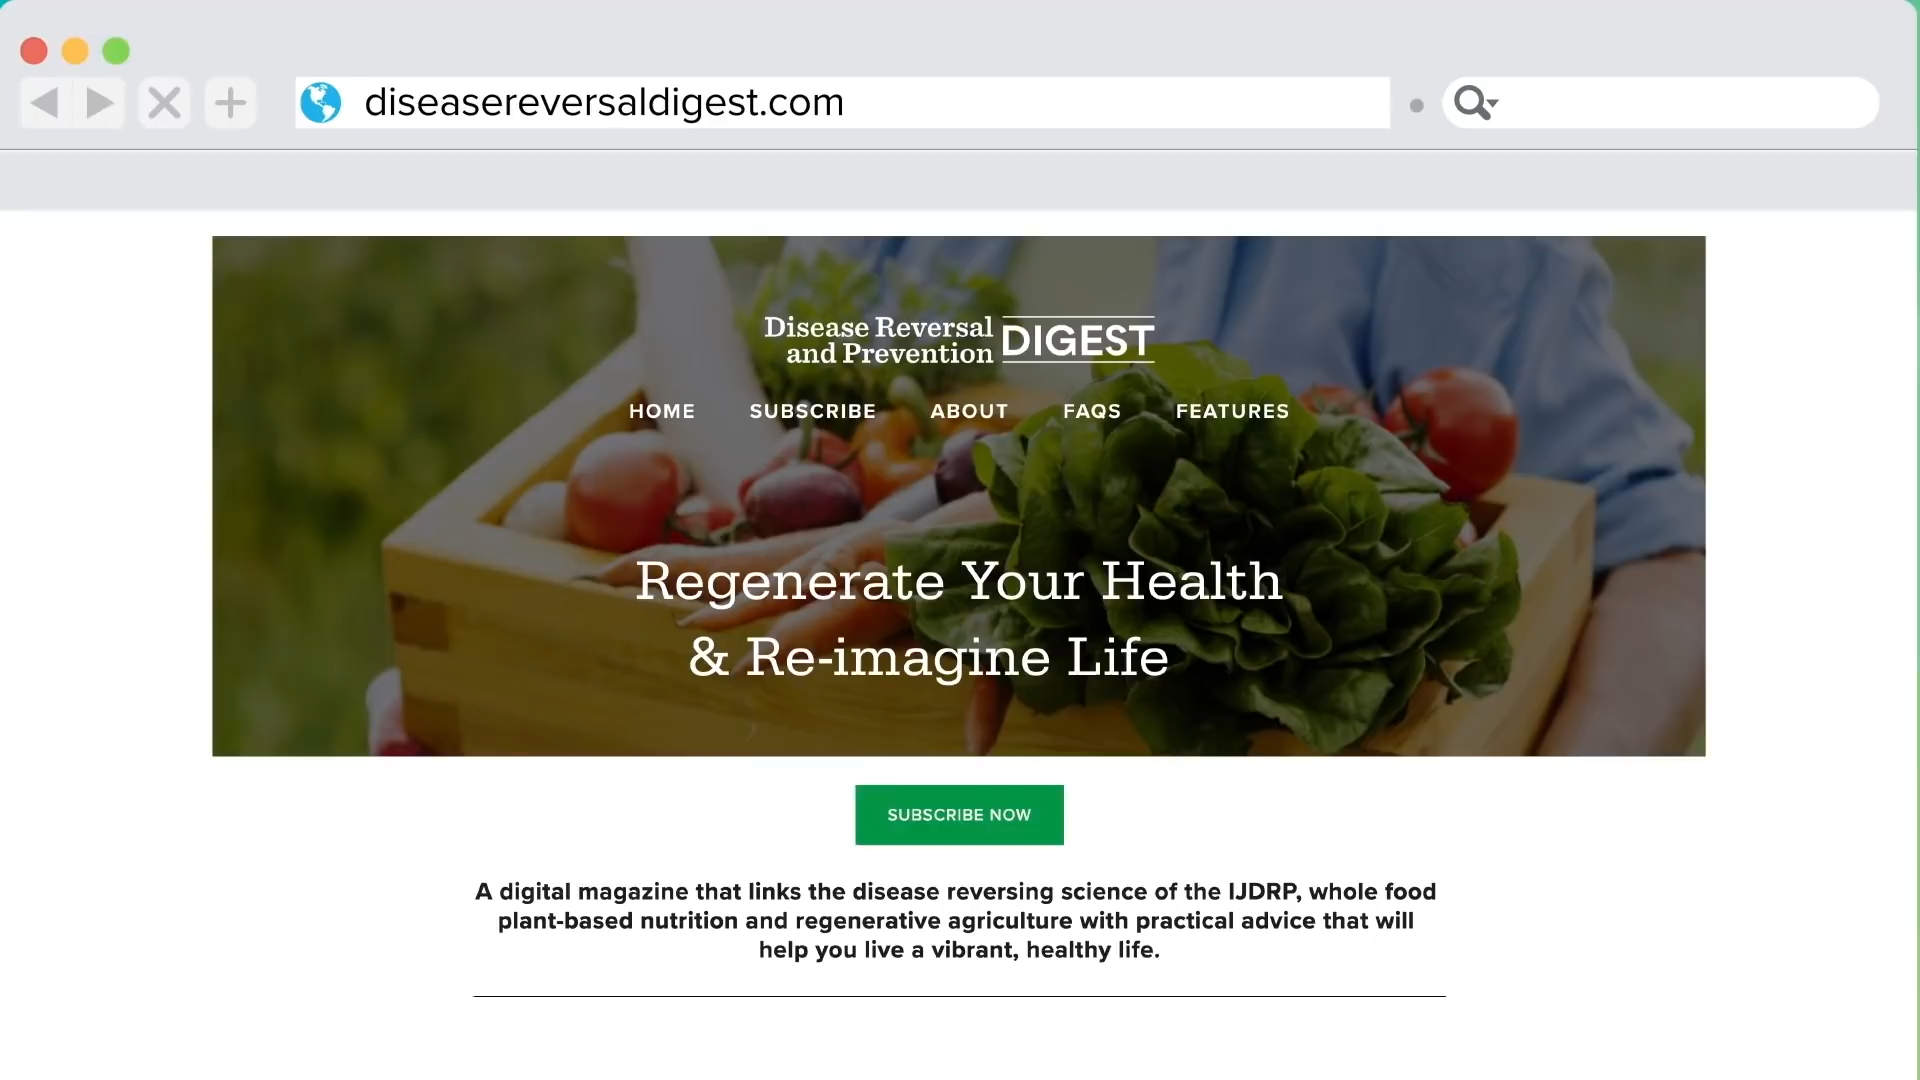 diseasereversaldigest.com
Disease Reversal
and Prevention
DIGEST
HOME SUBSCRIBE ABOUT FAQS FEATURES
Regenerate Your Health
& Re-imagine Life
SUBSCRIBE NOW
A digital magazine that links the disease reversing science of the IJDRP, whole food
plant-based nutrition and regenerative agriculture with practical advice that will
help you live a vibrant, healthy life.